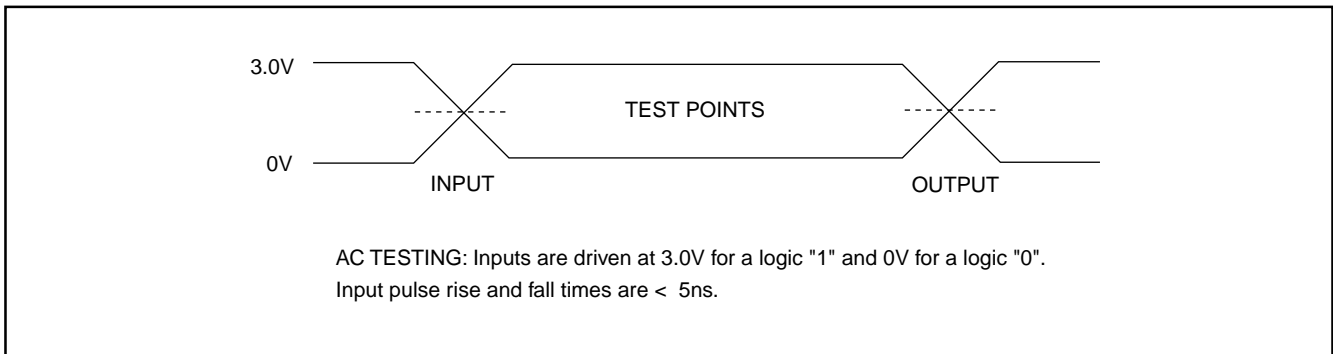 3.0V
TEST POINTS
0V
INPUT
OUTPUT
AC TESTING: Inputs are driven at 3.0V for a logic "1" and 0V for a logic "0".
Input pulse rise and fall times are < 5ns.